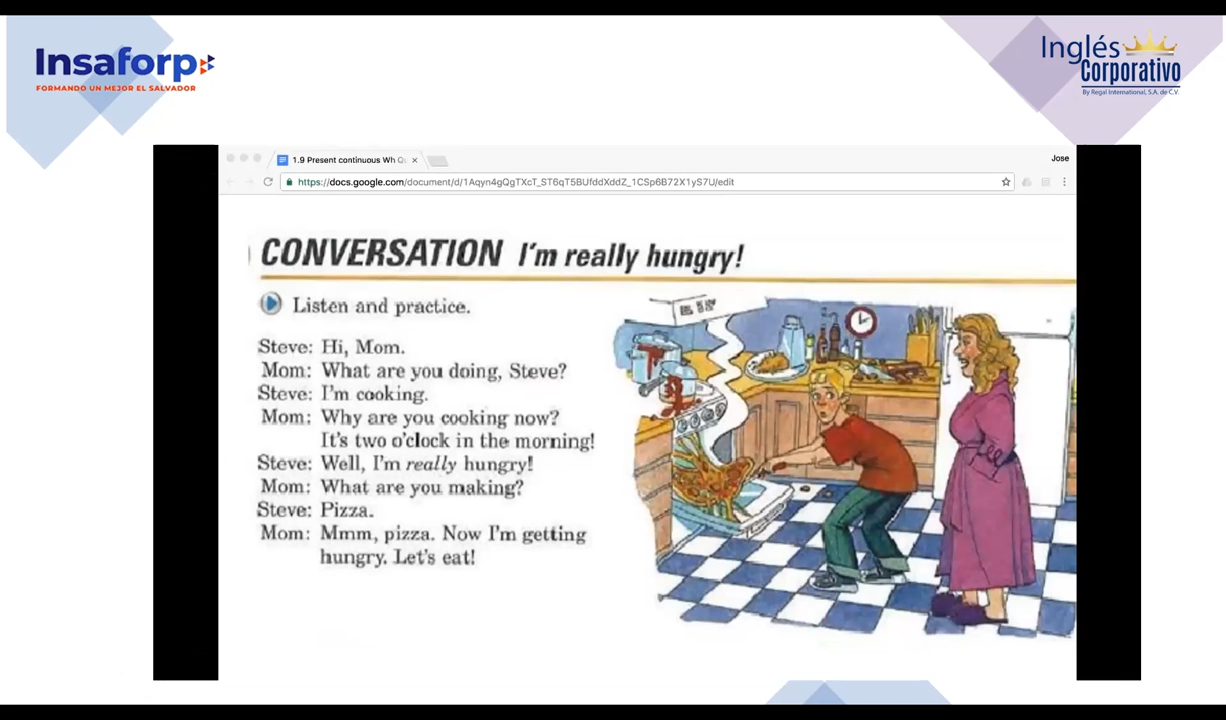 Insaforp
FORMANDO UN MEJOR EL SALVADOR
Inglés
Corporativo
By Regal International, S.A. de C.V.
1.9 Present continuous Wh Qu
Jose
https://docs.google.com/document/d/1Aqyn4gQgTXcT_ST6qT5BUfddXddZ_1CSp6B72X1yS7U/edit
CONVERSATION I'm really hungry!
Listen and practice.
Steve: Hi, Mom.
Mom: What are you doing, Steve?
Steve: I'm cooking.
Mom: Why are you cooking now?
It's two o'clock in the morning!
Steve: Well, I'm really hungry!
Mom: What are you making?
Steve: Pizza.
Mom: Mmm, pizza. Now I'm getting
hungry. Let's eat!